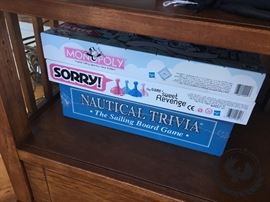 MONOPOLY
SORRY!
The GAME of Sweet Revenge
NAUTICAL TRIVIA
• The Sailing Board Game •